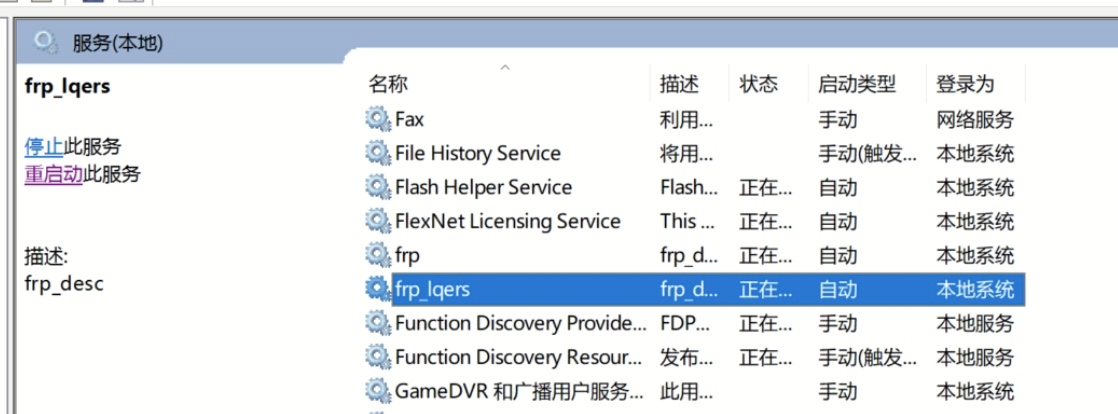 服务(本地)
frp_lqers
停止此服务
重启动此服务
描述:
frp_desc
名称 描述 状态 启动类型 登录为
Fax 利用... 手动 网络服务
File History Service 将用... 手动(触发... 本地系统
Flash Helper Service Flash... 正在... 自动 本地系统
FlexNet Licensing Service This ... 正在... 自动 本地系统
frp frp_d... 正在... 自动 本地系统
frp_lqers frp_d... 正在... 自动 本地系统
Function Discovery Provide... FDP... 正在... 手动 本地服务
Function Discovery Resour... 发布... 正在... 手动(触发... 本地服务
GameDVR 和广播用户服务... 此用... 手动 本地系统